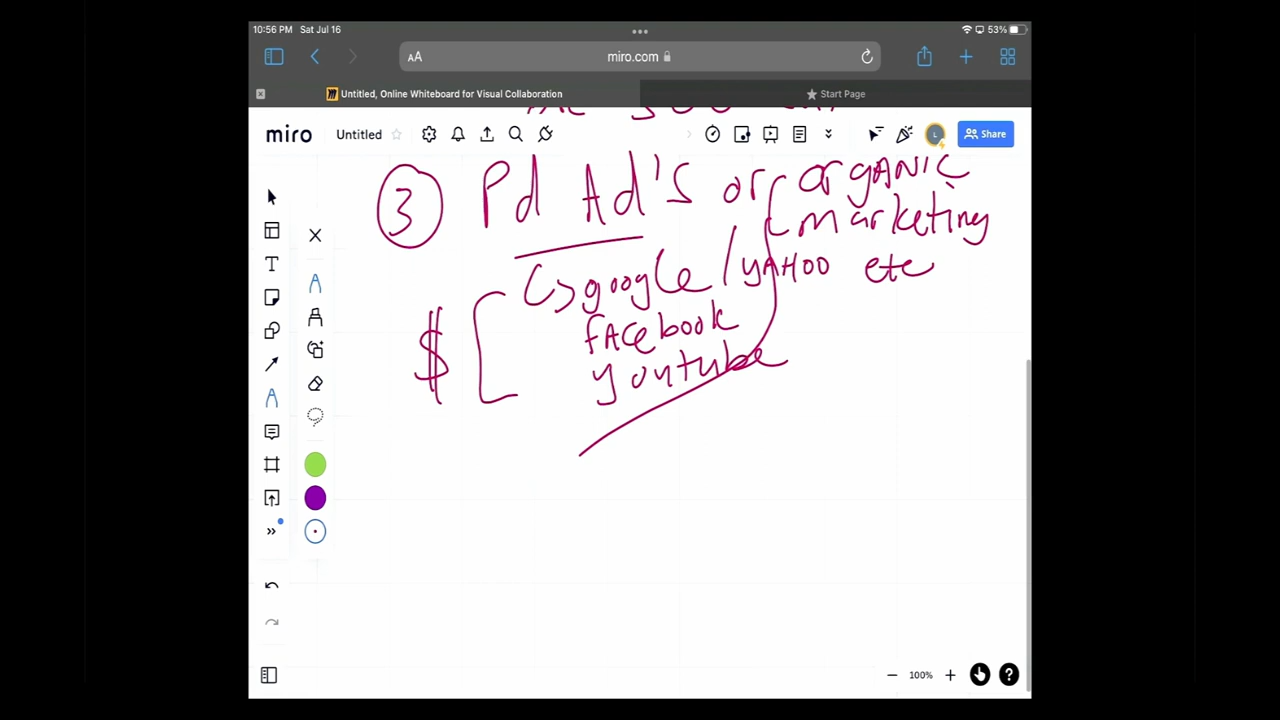 10:56 PM Sat Jul 16
53%
AA
miro.com
Untitled, Online Whiteboard for Visual Collaboration
Start Page
miro
Untitled
L
Share
3 Pd Ad's or organic
marketing
google / YAHOO etc
$
facebook
youtube
T
100%
?